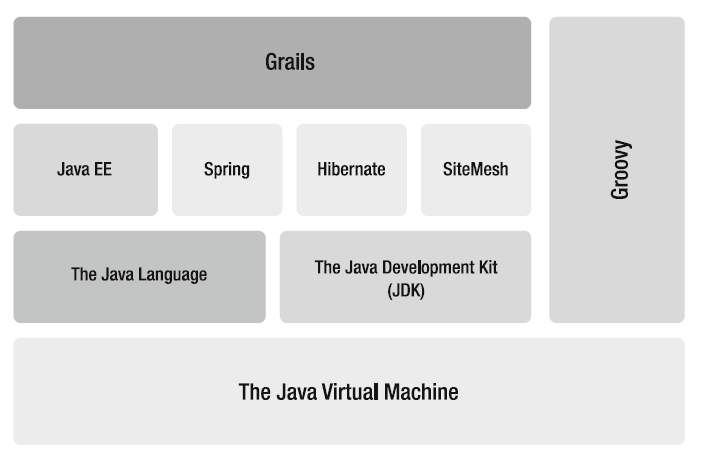 Grails
Java EE
Spring
Hibernate
SiteMesh
Groovy
The Java Language
The Java Development Kit
(JDK)
The Java Virtual Machine